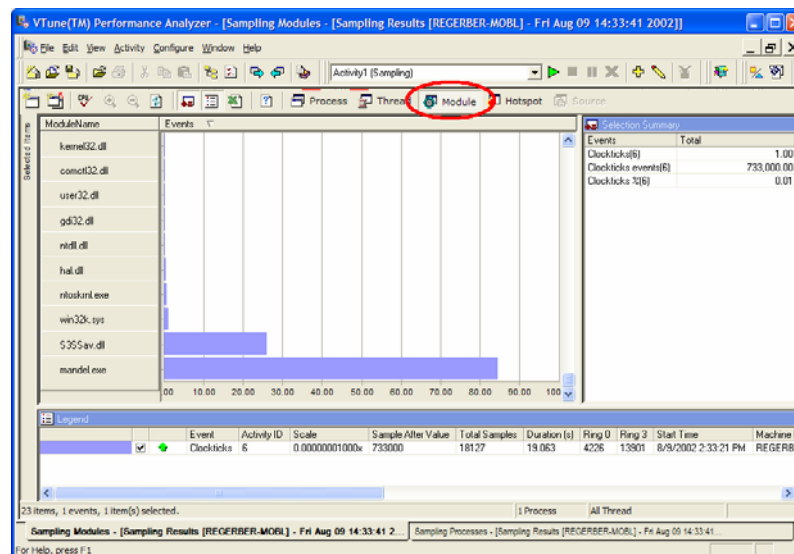 VTune(TM) Performance Analyzer - [Sampling Modules - [Sampling Results [REGERBER-MOBL] - Fri Aug 09 14:33:41 2002]]
File Edit View Activity Configure Window Help
Activity1 (Sampling)
Process Thread Module Hotspot Source
Selected Items
ModuleName Events
kernel32.dll
comctl32.dll
user32.dll
gdi32.dll
ntdll.dll
hal.dll
ntoskrnl.exe
win32k.sys
S3SSav.dll
mandel.exe
.00 10.00 20.00 30.00 40.00 50.00 60.00 70.00 80.00 90.00 100
Selection Summary
Events Total
Clockticks(6) 1.00
Clockticks events(6) 733,000.00
Clockticks %(6) 0.01
Legend
Event Activity ID Scale Sample After Value Total Samples Duration (s) Ring 0 Ring 3 Start Time Machine
Clockticks 6 0.00000001000x 733000 18127 19.063 4226 13901 8/9/2002 2:33:21 PM REGERB
23 items, 1 events, 1 item(s) selected. 1 Process All Thread
Sampling Modules - [Sampling Results [REGERBER-MOBL] - Fri Aug 09 14:33:41 2... Sampling Processes - [Sampling Results [REGERBER-MOBL] - Fri Aug 09 14:33:41...
For Help, press F1